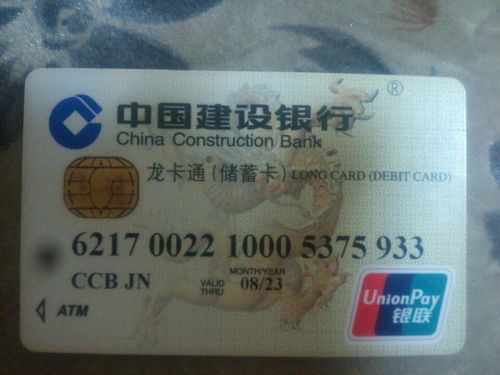 ®
中国建设银行
China Construction Bank
龙卡通(储蓄卡) LONG CARD (DEBIT CARD)
6217 0022 1000 5375 933
CCB JN VALID THRU MONTH/YEAR 08/23
ATM
UnionPay
银联